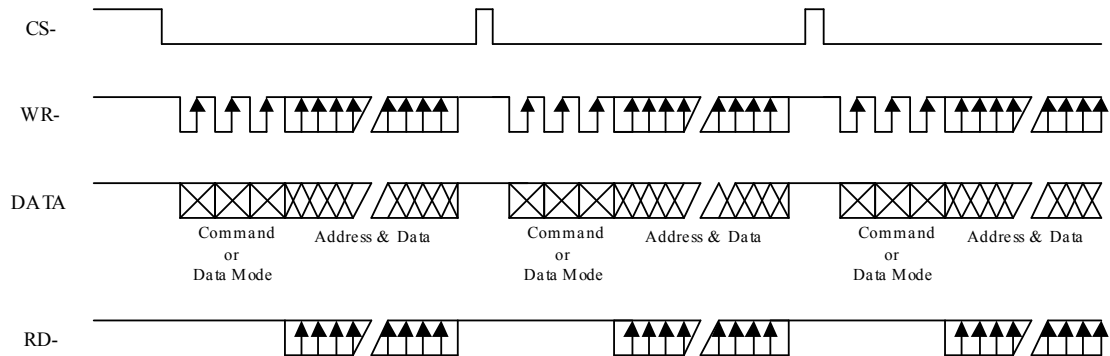 CS-
WR-
DATA
Command
or
Data Mode
Address & Data
Command
or
Data Mode
Address & Data
Command
or
Data Mode
Address & Data
RD-